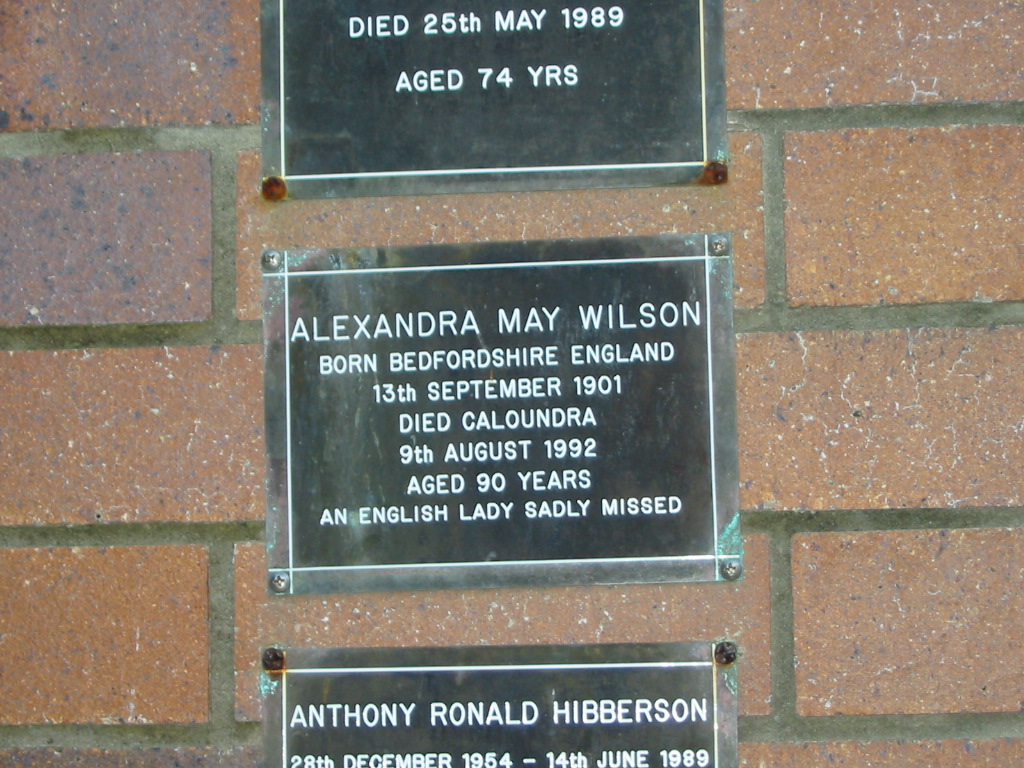 DIED 25th MAY 1989
AGED 74 YRS
ALEXANDRA MAY WILSON
BORN BEDFORDSHIRE ENGLAND
13th SEPTEMBER 1901
DIED CALOUNDRA
9th AUGUST 1992
AGED 90 YEARS
AN ENGLISH LADY SADLY MISSED
ANTHONY RONALD HIBBERSON
28th DECEMBER 1954 – 14th JUNE 1989